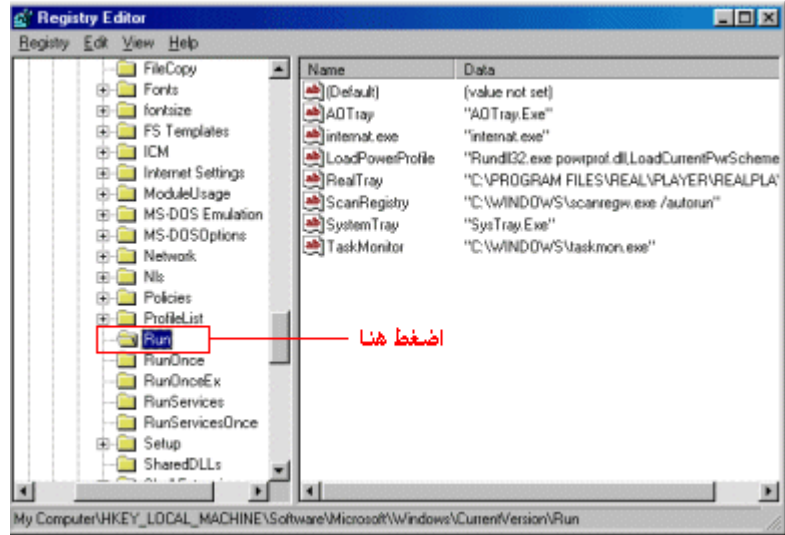 Registry Editor
Registry Edit View Help
FileCopy
Fonts
fontsize
FS Templates
ICM
Internet Settings
ModuleUsage
MS-DOS Emulation
MS-DOSOptions
Network
Nls
Policies
ProfileList
Run
RunOnce
RunOnceEx
RunServices
RunServicesOnce
Setup
SharedDLLs
اضغط هنا
Name Data
(Default) (value not set)
AOTray "AOTray.Exe"
internat.exe "internat.exe"
LoadPowerProfile "Rundll32.exe powrprof.dll,LoadCurrentPwrScheme
RealTray "C:\PROGRAM FILES\REAL\PLAYER\REALPLA
ScanRegistry "C:\WINDOWS\scanregw.exe /autorun"
SystemTray "SysTray.Exe"
TaskMonitor "C:\WINDOWS\taskmon.exe"
My Computer\HKEY_LOCAL_MACHINE\Software\Microsoft\Windows\CurrentVersion\Run